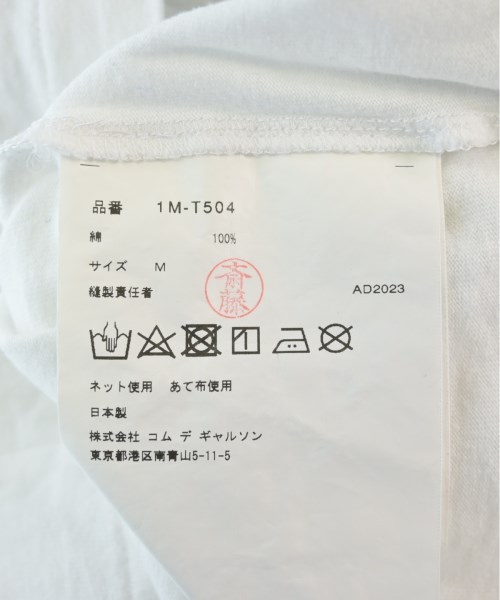 品番 1M-T504
綿 100%
サイズ M
縫製責任者 斎藤 AD2023
ネット使用 あて布使用
日本製
株式会社 コム デ ギャルソン
東京都港区南青山5-11-5